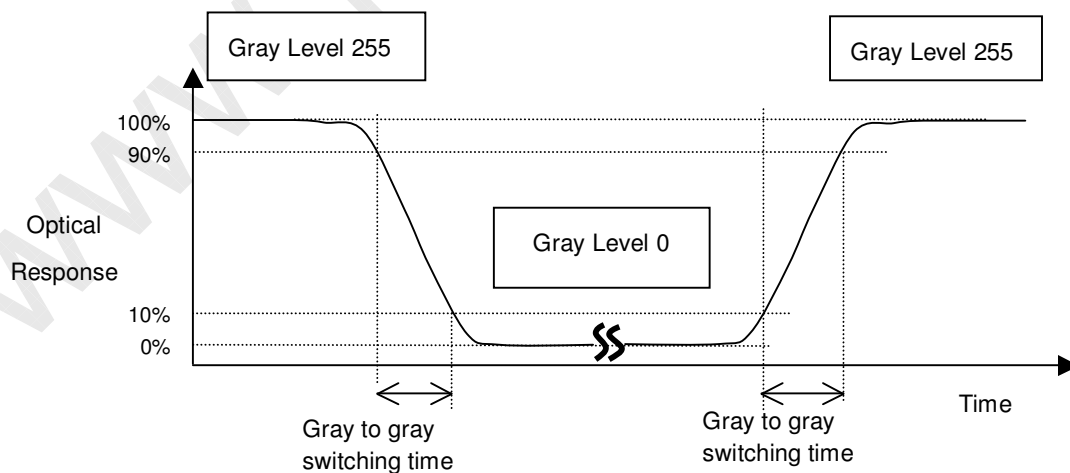 Gray Level 255
Gray Level 255
100%
90%
Optical
Response
Gray Level 0
10%
0%
Time
Gray to gray
switching time
Gray to gray
switching time